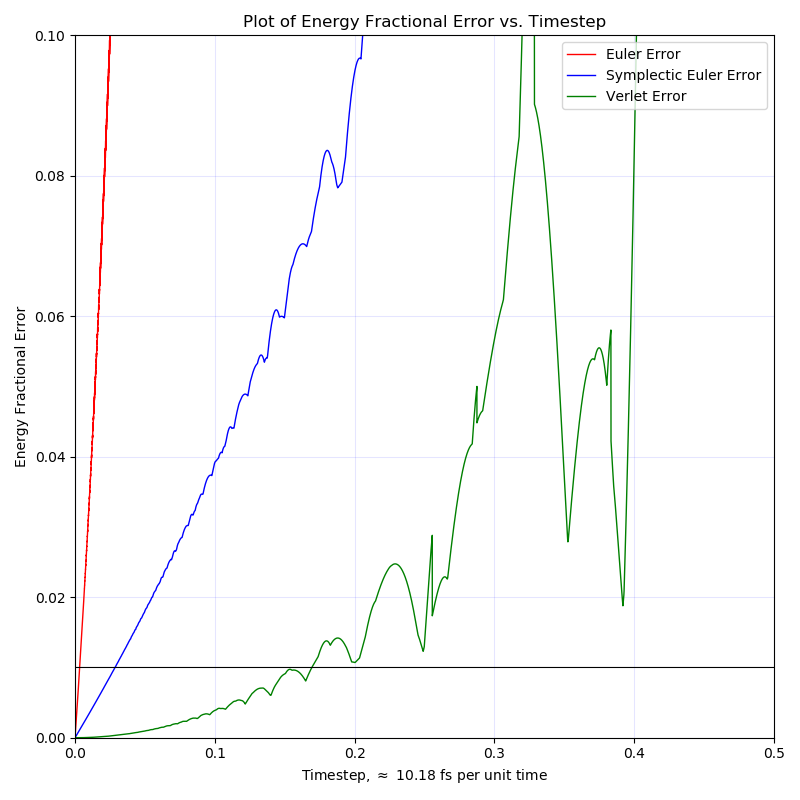 Plot of Energy Fractional Error vs. Timestep
Euler Error
Symplectic Euler Error
Verlet Error
0.10
0.08
0.06
0.04
0.02
0.00
Energy Fractional Error
0.0 0.1 0.2 0.3 0.4 0.5
Timestep, ≈ 10.18 fs per unit time